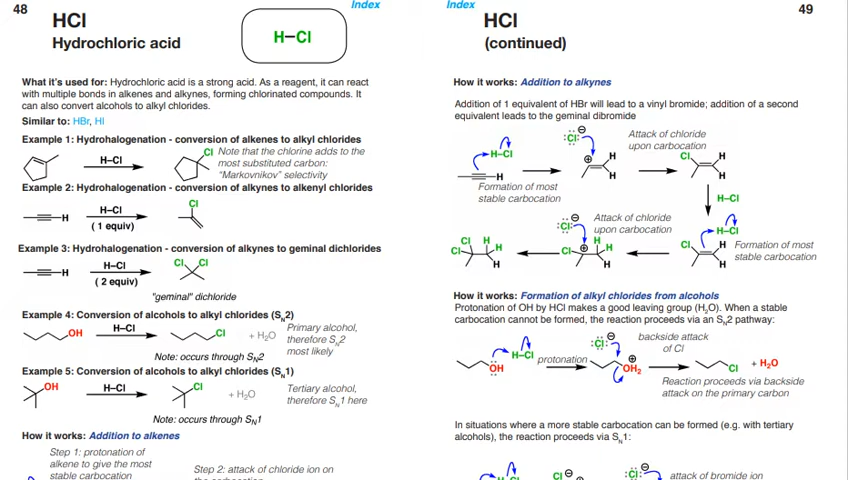 48
Index
HCl
Hydrochloric acid
H–Cl
What it's used for: Hydrochloric acid is a strong acid. As a reagent, it can react
with multiple bonds in alkenes and alkynes, forming chlorinated compounds. It
can also convert alcohols to alkyl chlorides.
Similar to: HBr, HI
Example 1: Hydrohalogenation - conversion of alkenes to alkyl chlorides
H–Cl
Cl
Note that the chlorine adds to the
most substituted carbon:
"Markovnikov" selectivity
Example 2: Hydrohalogenation - conversion of alkynes to alkenyl chlorides
H
H–Cl
( 1 equiv)
Cl
Example 3: Hydrohalogenation - conversion of alkynes to geminal dichlorides
H
H–Cl
( 2 equiv)
Cl Cl
"geminal" dichloride
Example 4: Conversion of alcohols to alkyl chlorides (SN2)
OH
H–Cl
Cl
+ H2O
Primary alcohol,
therefore SN2
most likely
Note: occurs through SN2
Example 5: Conversion of alcohols to alkyl chlorides (SN1)
OH
H–Cl
Cl
+ H2O
Tertiary alcohol,
therefore SN1 here
Note: occurs through SN1
How it works: Addition to alkenes
Step 1: protonation of
alkene to give the most
stable carbocation
Step 2: attack of chloride ion on
the carbocation
Index
49
HCl
(continued)
How it works: Addition to alkynes
Addition of 1 equivalent of HBr will lead to a vinyl bromide; addition of a second
equivalent leads to the geminal dibromide
H–Cl
H
Formation of most
stable carbocation
:Cl: ⊖
⊕
H
H
Attack of chloride
upon carbocation
Cl
H
H
H–Cl
Cl H
Cl H
H
Attack of chloride
upon carbocation
:Cl: ⊖
Cl ⊕
H
H
H
H–Cl
Cl
H
H
Formation of most
stable carbocation
How it works: Formation of alkyl chlorides from alcohols
Protonation of OH by HCl makes a good leaving group (H2O). When a stable
carbocation cannot be formed, the reaction proceeds via an SN2 pathway:
OH
H–Cl
protonation
:Cl: ⊖
⊕
OH2
backside attack
of Cl
Cl
+ H2O
Reaction proceeds via backside
attack on the primary carbon
In situations where a more stable carbocation can be formed (e.g. with tertiary
alcohols), the reaction proceeds via SN1:
H–Cl
Cl ⊖
:Cl: ⊖
attack of bromide ion